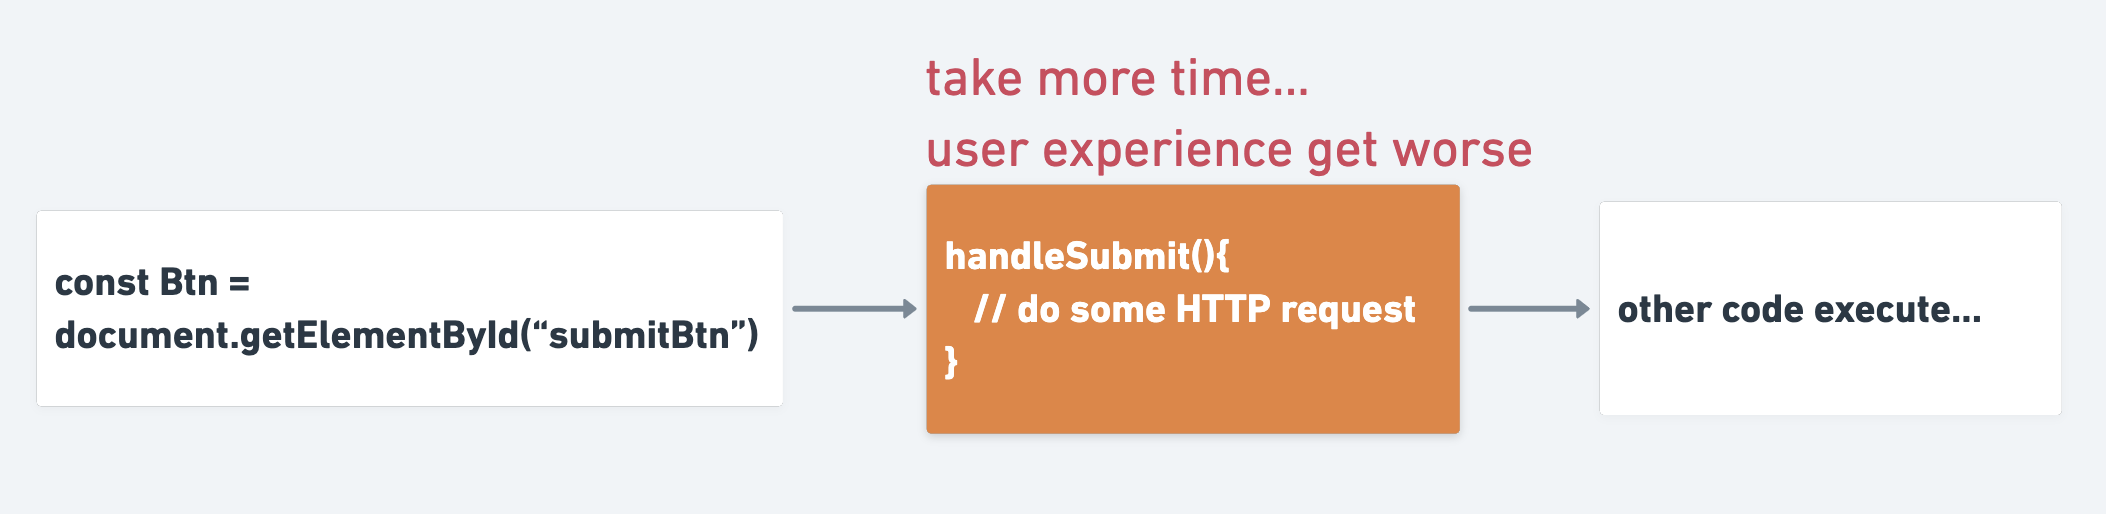 take more time...
user experience get worse
const Btn =
document.getElementById(“submitBtn”)
handleSubmit(){
// do some HTTP request
}
other code execute...